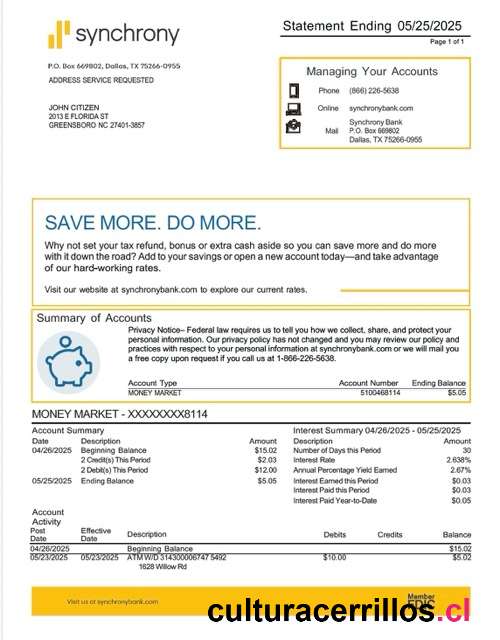 synchrony
P.O. Box 669802, Dallas, TX 75266-0955
ADDRESS SERVICE REQUESTED
JOHN CITIZEN
2013 E FLORIDA ST
GREENSBORO NC 27401-3857
Statement Ending 05/25/2025
Page 1 of 1
Managing Your Accounts
Phone (866) 226-5638
Online synchronybank.com
Mail Synchrony Bank
P.O. Box 669802
Dallas, TX 75266-0955
SAVE MORE. DO MORE.
Why not set your tax refund, bonus or extra cash aside so you can save more and do more
with it down the road? Add to your savings or open a new account today—and take advantage
of our hard-working rates.
Visit our website at synchronybank.com to explore our current rates.
Summary of Accounts
Privacy Notice– Federal law requires us to tell you how we collect, share, and protect your
personal information. Our privacy policy has not changed and you may review our policy and
practices with respect to your personal information at synchronybank.com or we will mail you
a free copy upon request if you call us at 1-866-226-5638.
Account Type Account Number Ending Balance
MONEY MARKET 5100468114 $5.05
MONEY MARKET - XXXXXXXX8114
Account Summary
Date Description Amount
04/26/2025 Beginning Balance $15.02
2 Credit(s) This Period $2.03
2 Debit(s) This Period $12.00
05/25/2025 Ending Balance $5.05
Interest Summary 04/26/2025 - 05/25/2025
Description Amount
Number of Days this Period 30
Interest Rate 2.638%
Annual Percentage Yield Earned 2.67%
Interest Earned this Period $0.03
Interest Paid this Period $0.03
Interest Paid Year-to-Date $0.05
Account
Activity
Post
Date Effective
Date Description Debits Credits Balance
04/26/2025 Beginning Balance $15.02
05/23/2025 05/23/2025 ATM W/D 314300006747 5492 $10.00 $5.02
1628 Willow Rd
Visit us at synchronybank.com
Member
FDIC
culturacerrillos.cl